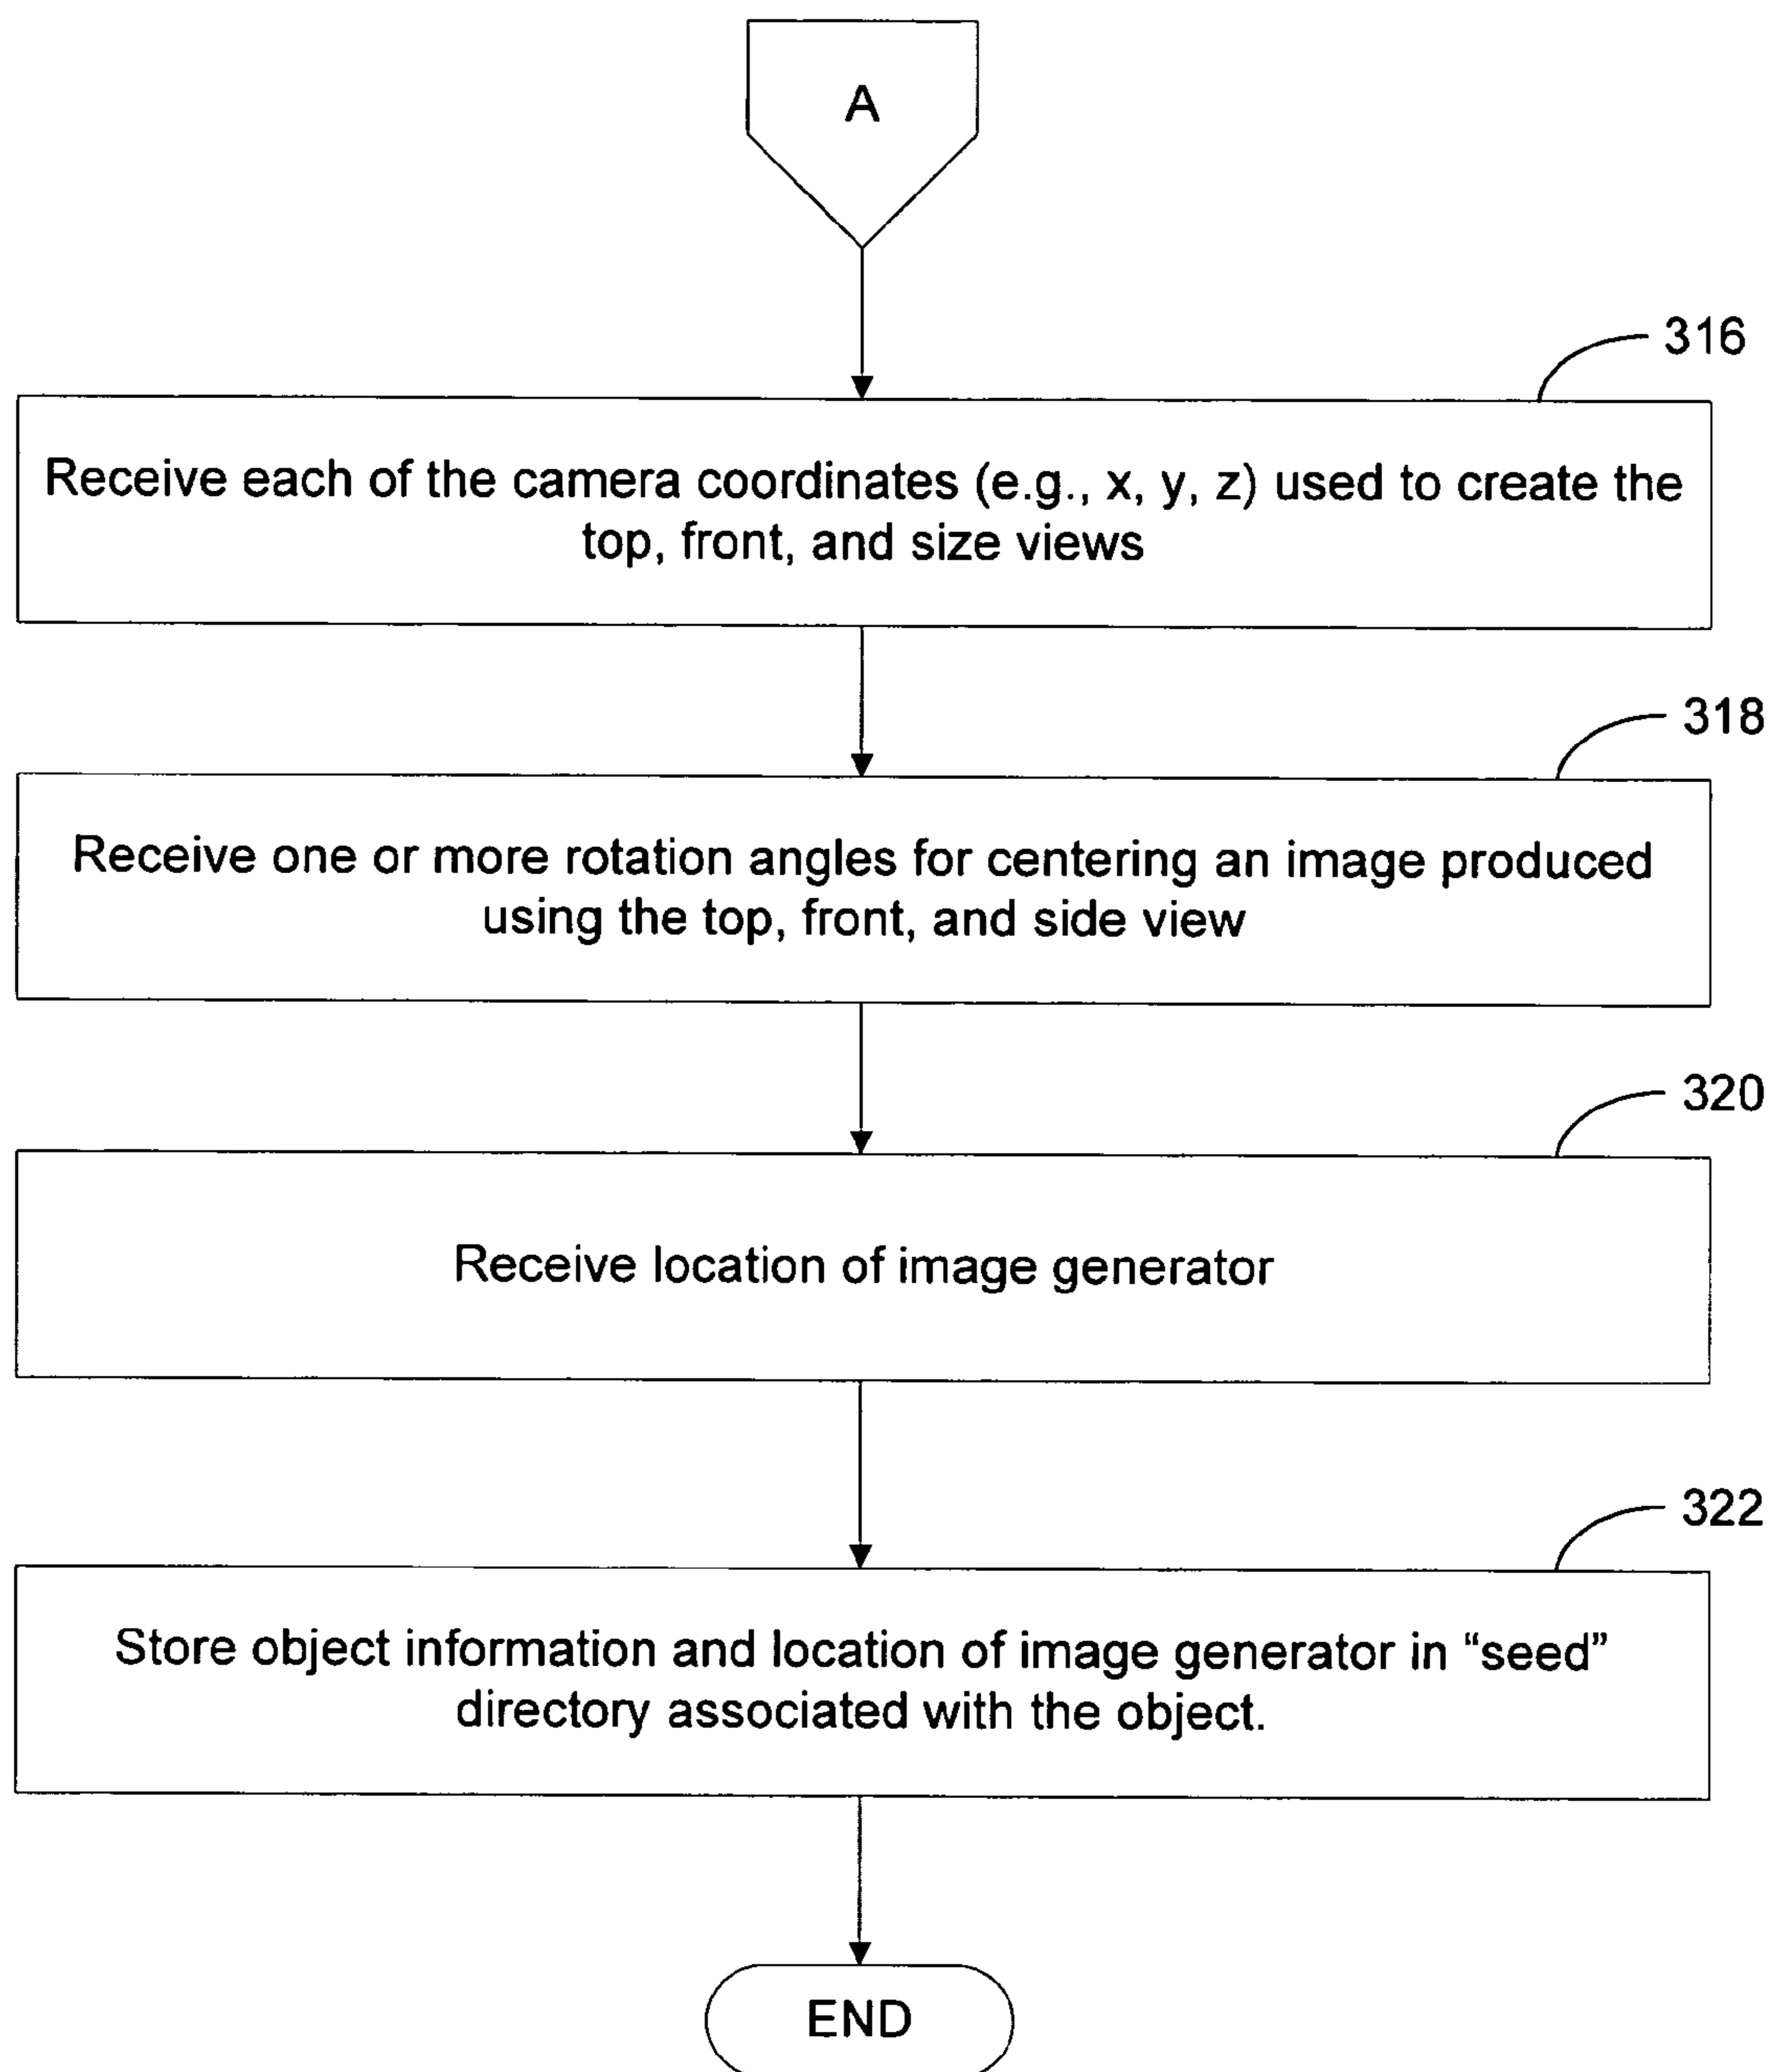 A
316
Receive each of the camera coordinates (e.g., x, y, z) used to create the
top, front, and size views
318
Receive one or more rotation angles for centering an image produced
using the top, front, and side view
320
Receive location of image generator
322
Store object information and location of image generator in “seed”
directory associated with the object.
END